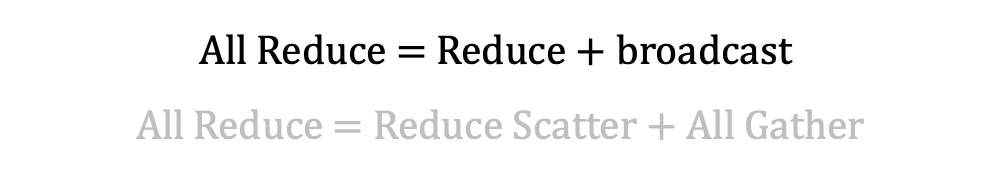 All Reduce = Reduce + broadcast
All Reduce = Reduce Scatter + All Gather